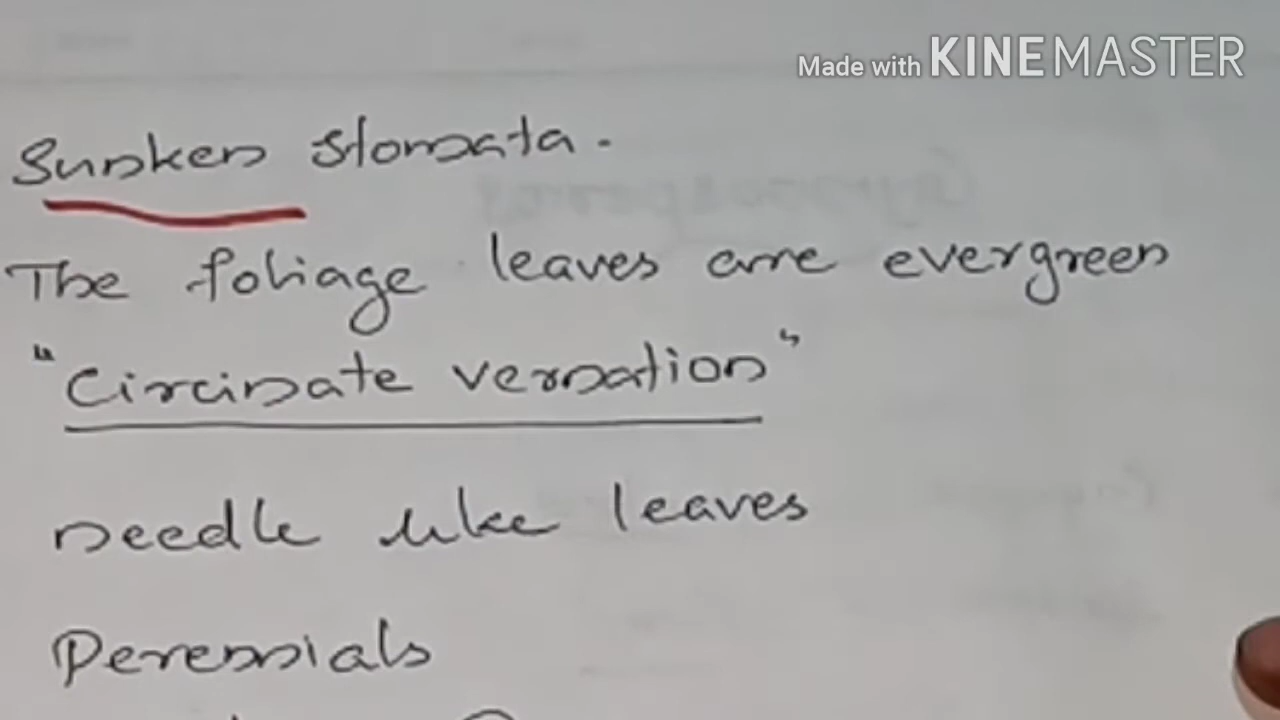 Made with KINEMASTER
Sunken stomata.
The foliage leaves are evergreen
"Circinate vernation"
needle like leaves
Perennials